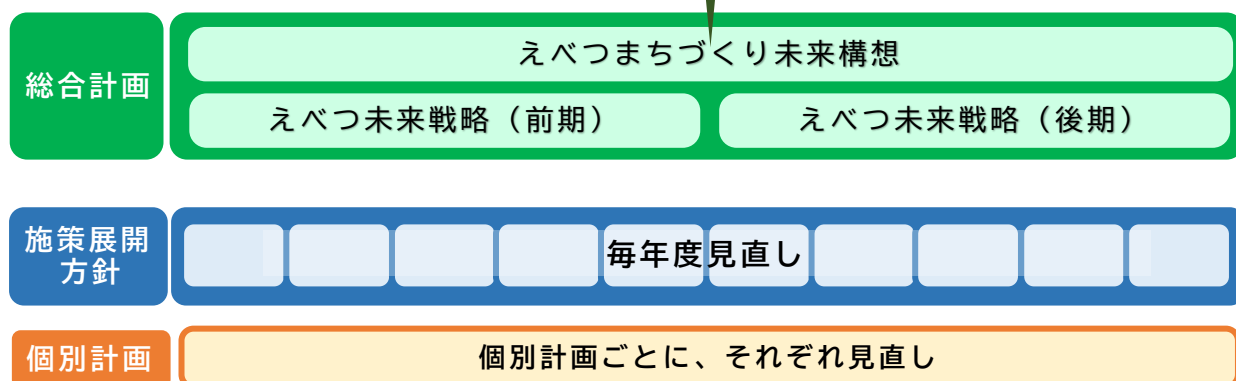 総合計画
えべつまちづくり未来構想
えべつ未来戦略（前期）
えべつ未来戦略（後期）
施策展開
方針
毎年度見直し
個別計画
個別計画ごとに、それぞれ見直し